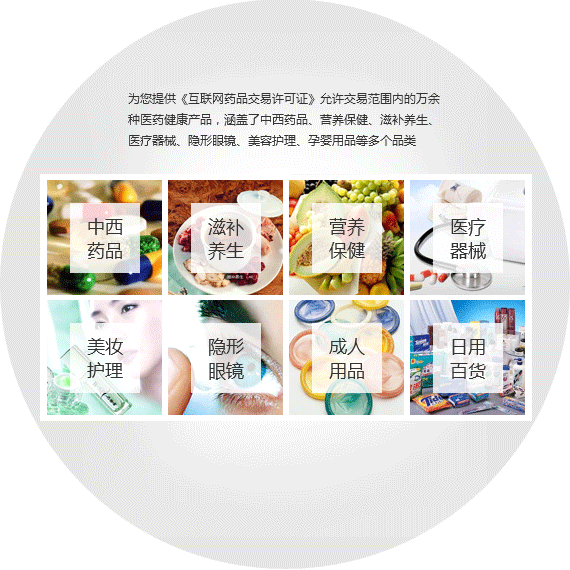 为您提供《互联网药品交易许可证》允许交易范围内的万余
种医药健康产品，涵盖了中西药品、营养保健、滋补养生、
医疗器械、隐形眼镜、美容护理、孕婴用品等多个品类
中西
药品
滋补
养生
营养
保健
医疗
器械
美妆
护理
隐形
眼镜
成人
用品
日用
百货